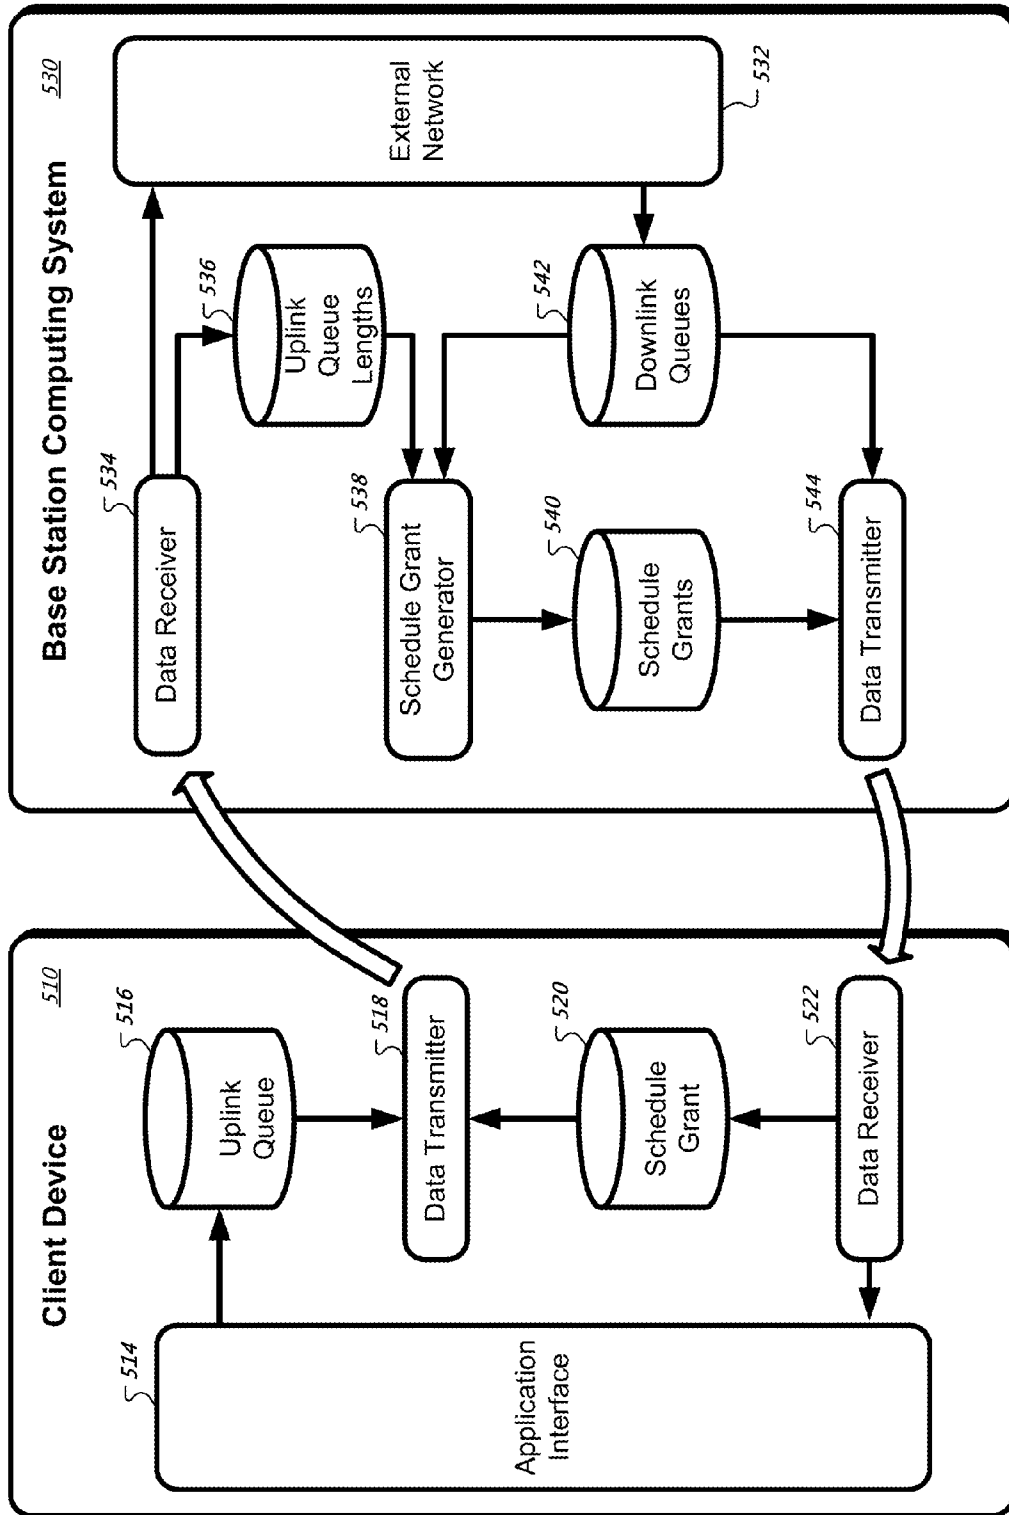 Client Device
510
514
Application
Interface
516
Uplink
Queue
518
Data Transmitter
520
Schedule
Grant
522
Data Receiver
Base Station Computing System
530
534
Data Receiver
536
Uplink
Queue
Lengths
External
Network
532
538
Schedule Grant
Generator
540
Schedule
Grants
542
Downlink
Queues
544
Data Transmitter